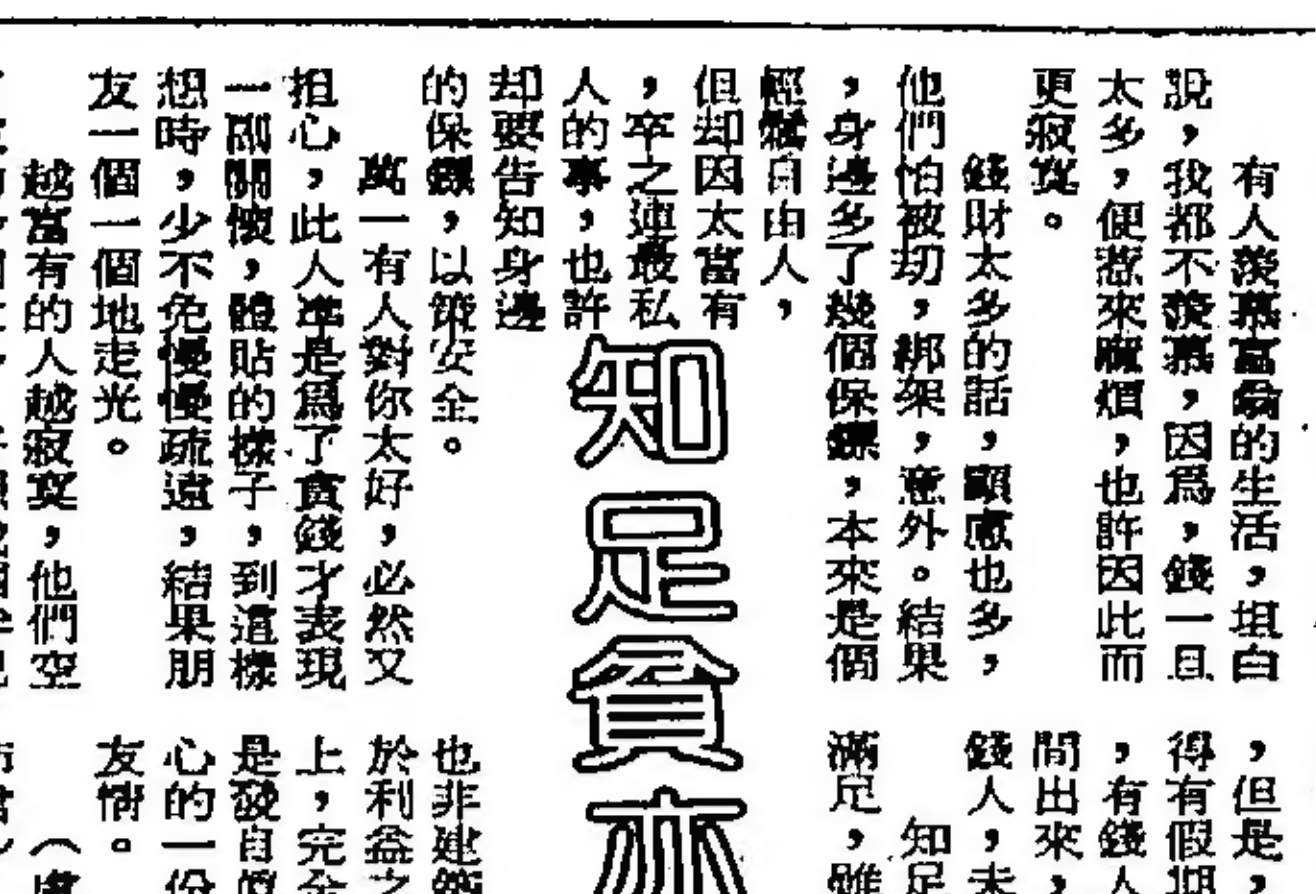 知足貧亦
有人羨慕富翁的生活,坦白
說,我都不羨慕,因爲,錢一旦
太多,便惹來麻煩,也許因此而
更寂寞。
錢財太多的話,顧慮也多,
他們怕被劫,綁架,意外。結果
,身邊多了幾個保鏢,本來是個
輕鬆自由人,
但却因太富有
,卒之連最私
人的事,也許
却要告知身邊
的保鏢,以策安全。
萬一有人對你太好,必然又
担心,此人準是爲了貪錢才表現
一副關懷,體貼的樣子,到這樣
想時,少不免慢慢疏遠,結果朋
友一個一個地走光。
越富有的人越寂寞,他們空
,但是,
得有假期
,有錢人
間出來,
錢人,未
知足
滿足,雖
也非建築
於利益之
上,完全
是發自
心的一份
友情。